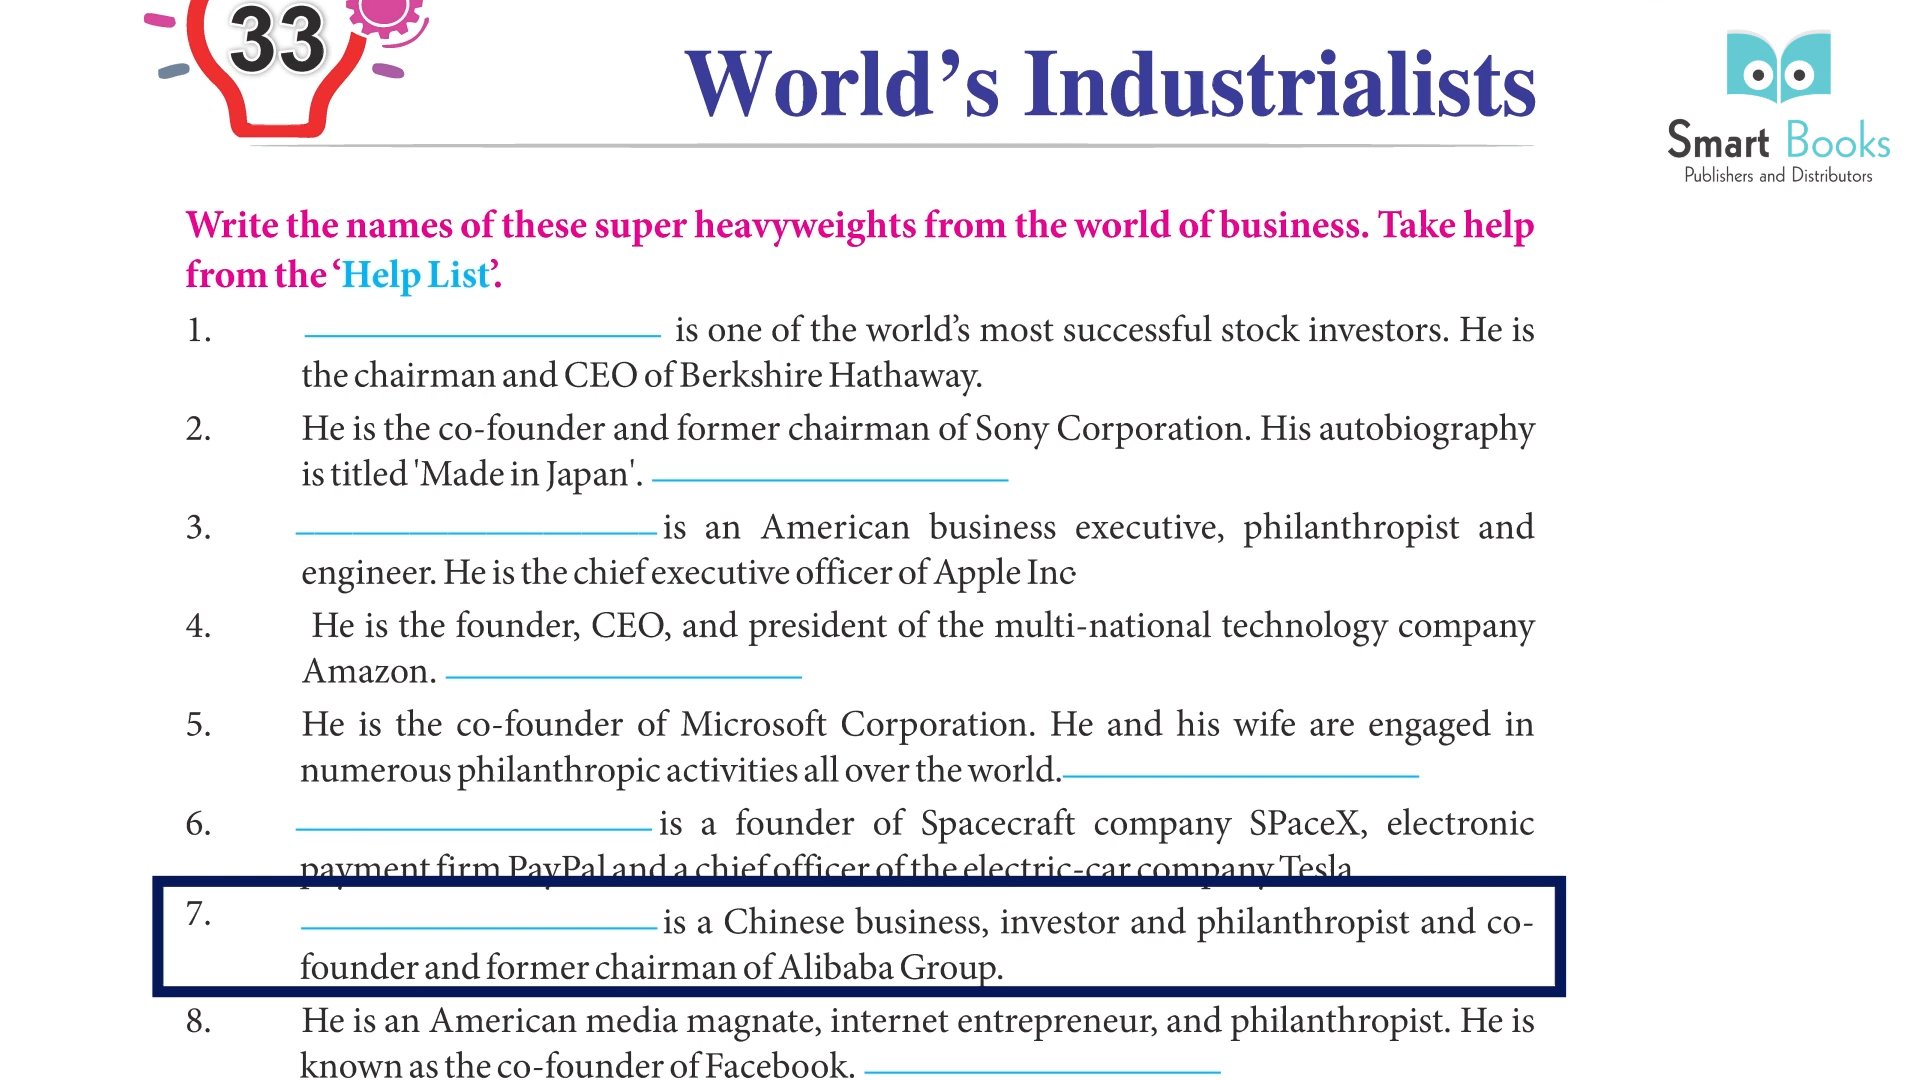 33
World’s Industrialists
Smart Books
Publishers and Distributors
Write the names of these super heavyweights from the world of business. Take help
from the ‘Help List’.
1. is one of the world’s most successful stock investors. He is
the chairman and CEO of Berkshire Hathaway.
2. He is the co-founder and former chairman of Sony Corporation. His autobiography
is titled 'Made in Japan'.
3. is an American business executive, philanthropist and
engineer. He is the chief executive officer of Apple Inc.
4. He is the founder, CEO, and president of the multi-national technology company
Amazon.
5. He is the co-founder of Microsoft Corporation. He and his wife are engaged in
numerous philanthropic activities all over the world.
6. is a founder of Spacecraft company SPaceX, electronic
payment firm PayPal and a chief officer of the electric-car company Tesla
7. is a Chinese business, investor and philanthropist and co-
founder and former chairman of Alibaba Group.
8. He is an American media magnate, internet entrepreneur, and philanthropist. He is
known as the co-founder of Facebook.